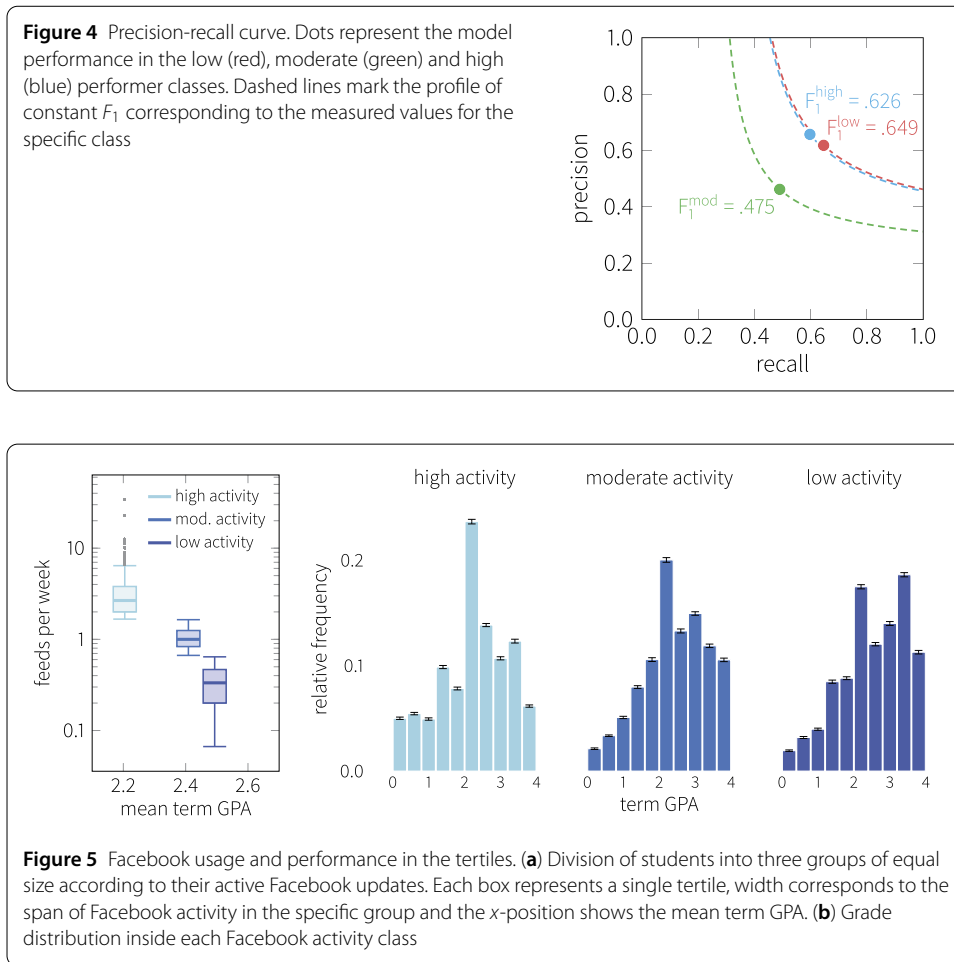 Figure 4 Precision-recall curve. Dots represent the model
performance in the low (red), moderate (green) and high
(blue) performer classes. Dashed lines mark the profile of
constant F1 corresponding to the measured values for the
specific class
1.0
0.8
0.6
0.4
0.2
0.0
precision
F1^high = .626
F1^low = .649
F1^mod = .475
0.0 0.2 0.4 0.6 0.8 1.0
recall
high activity
mod. activity
low activity
10
1
0.1
feeds per week
2.2 2.4 2.6
mean term GPA
high activity moderate activity low activity
0.2
0.1
0.0
relative frequency
0 1 2 3 4 0 1 2 3 4 0 1 2 3 4
term GPA
Figure 5 Facebook usage and performance in the tertiles. (a) Division of students into three groups of equal
size according to their active Facebook updates. Each box represents a single tertile, width corresponds to the
span of Facebook activity in the specific group and the x-position shows the mean term GPA. (b) Grade
distribution inside each Facebook activity class